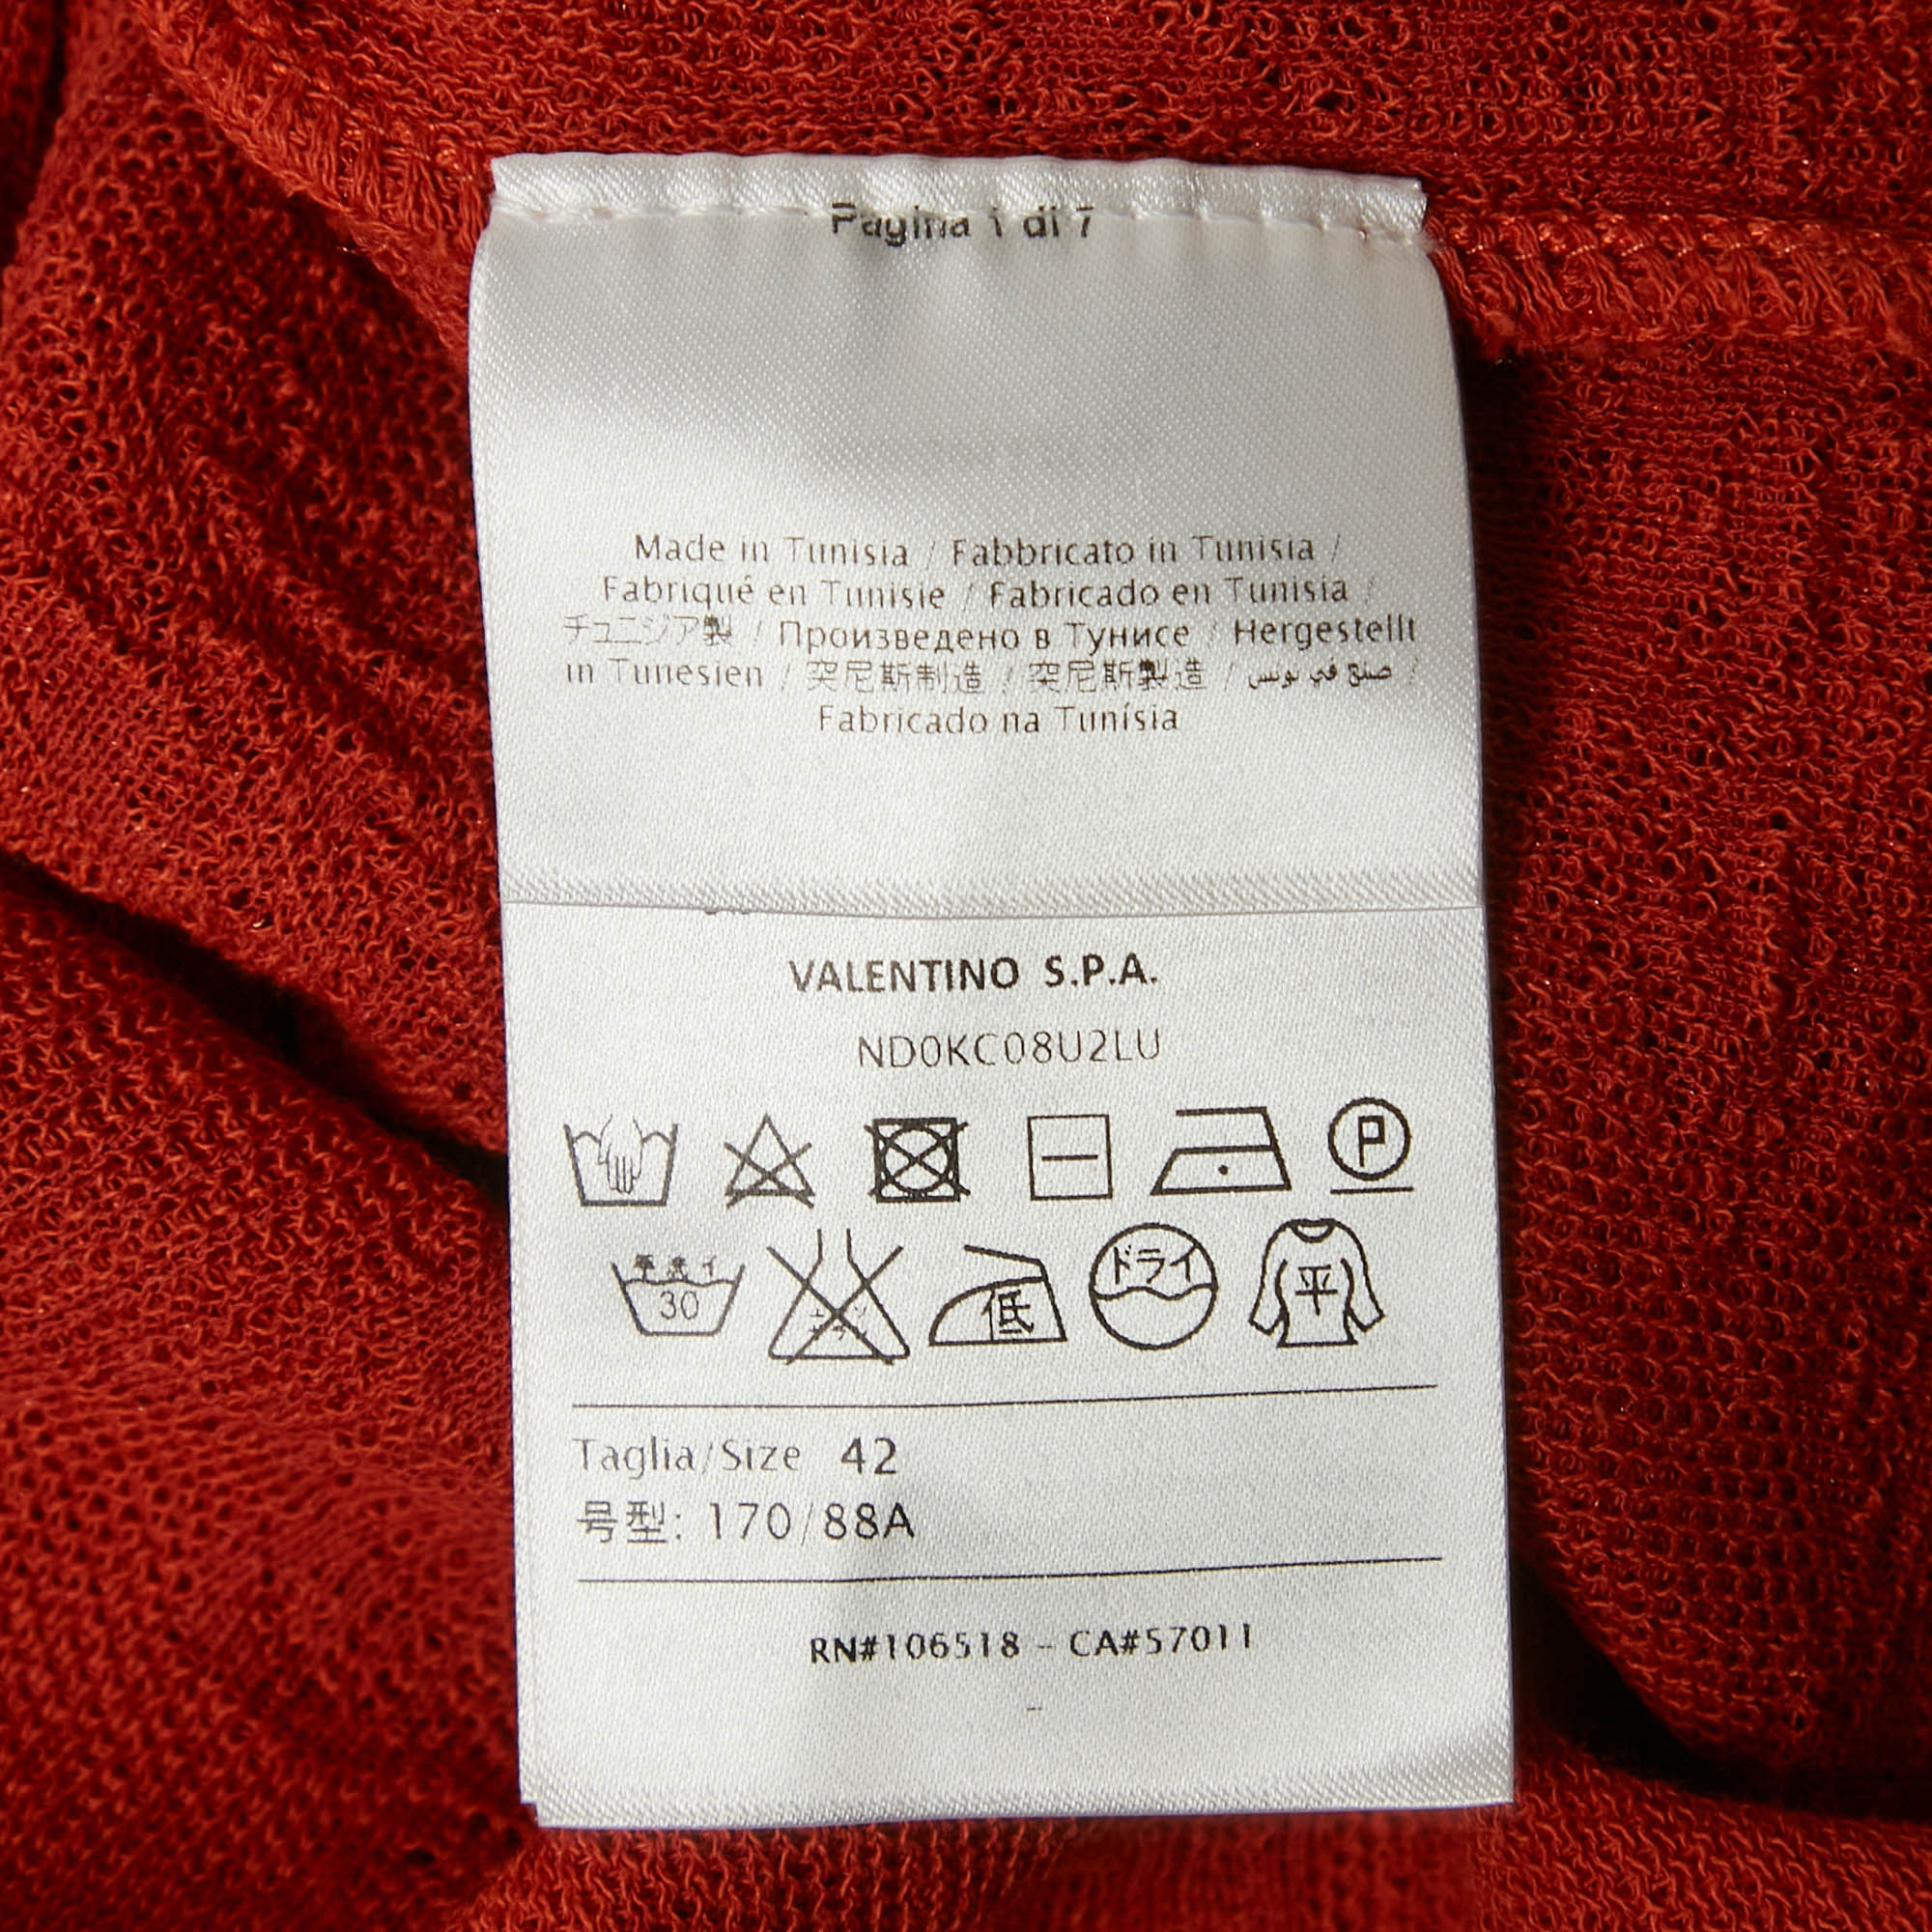 Pagina 1 di 7
Made in Tunisia / Fabbricato in Tunisia /
Fabriqué en Tunisie / Fabricado en Tunisia /
チュニジア製 / Произведено в Тунисе / Hergestellt
in Tunesien / 突尼斯制造 / 突尼斯製造 / صنع في تونس /
Fabricado na Tunísia
VALENTINO S.P.A.
ND0KC08U2LU
P
30 低 ドライ 平
Taglia/Size 42
号型: 170/88A
RN#106518 - CA#57011
-